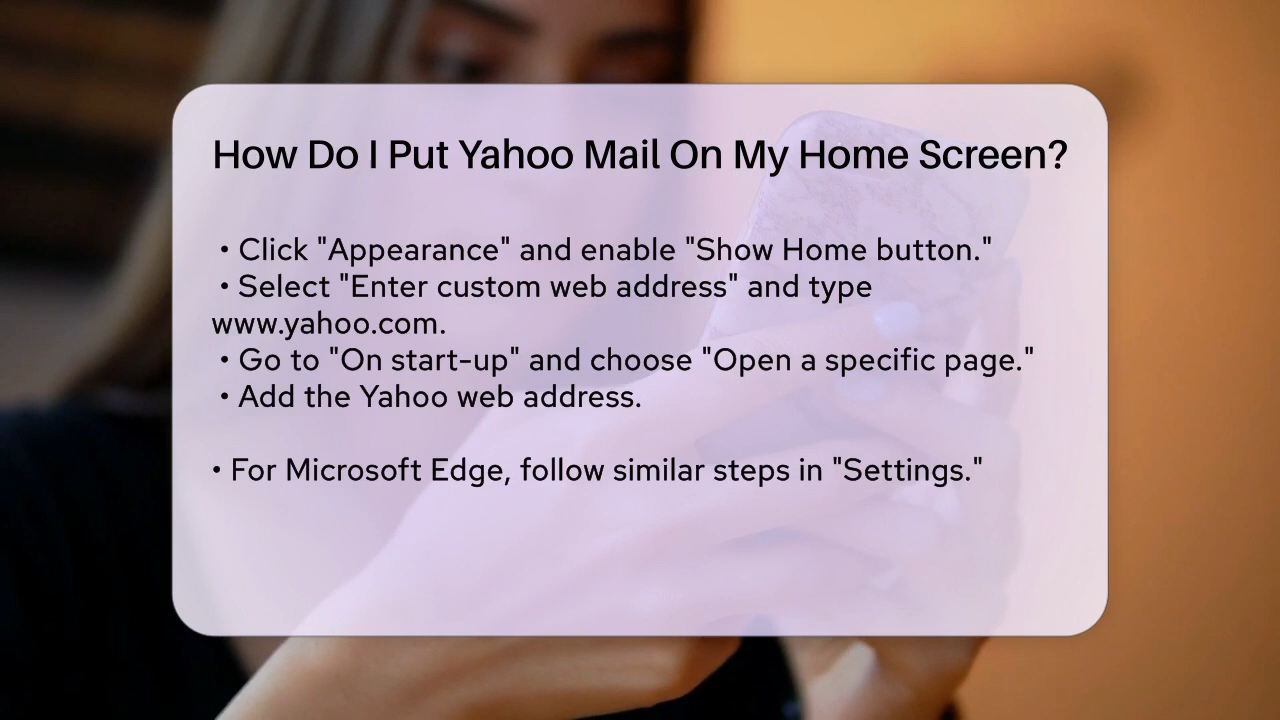 How Do I Put Yahoo Mail On My Home Screen?
• Click "Appearance" and enable "Show Home button."
• Select "Enter custom web address" and type
www.yahoo.com.
• Go to "On start-up" and choose "Open a specific page."
• Add the Yahoo web address.
• For Microsoft Edge, follow similar steps in "Settings."